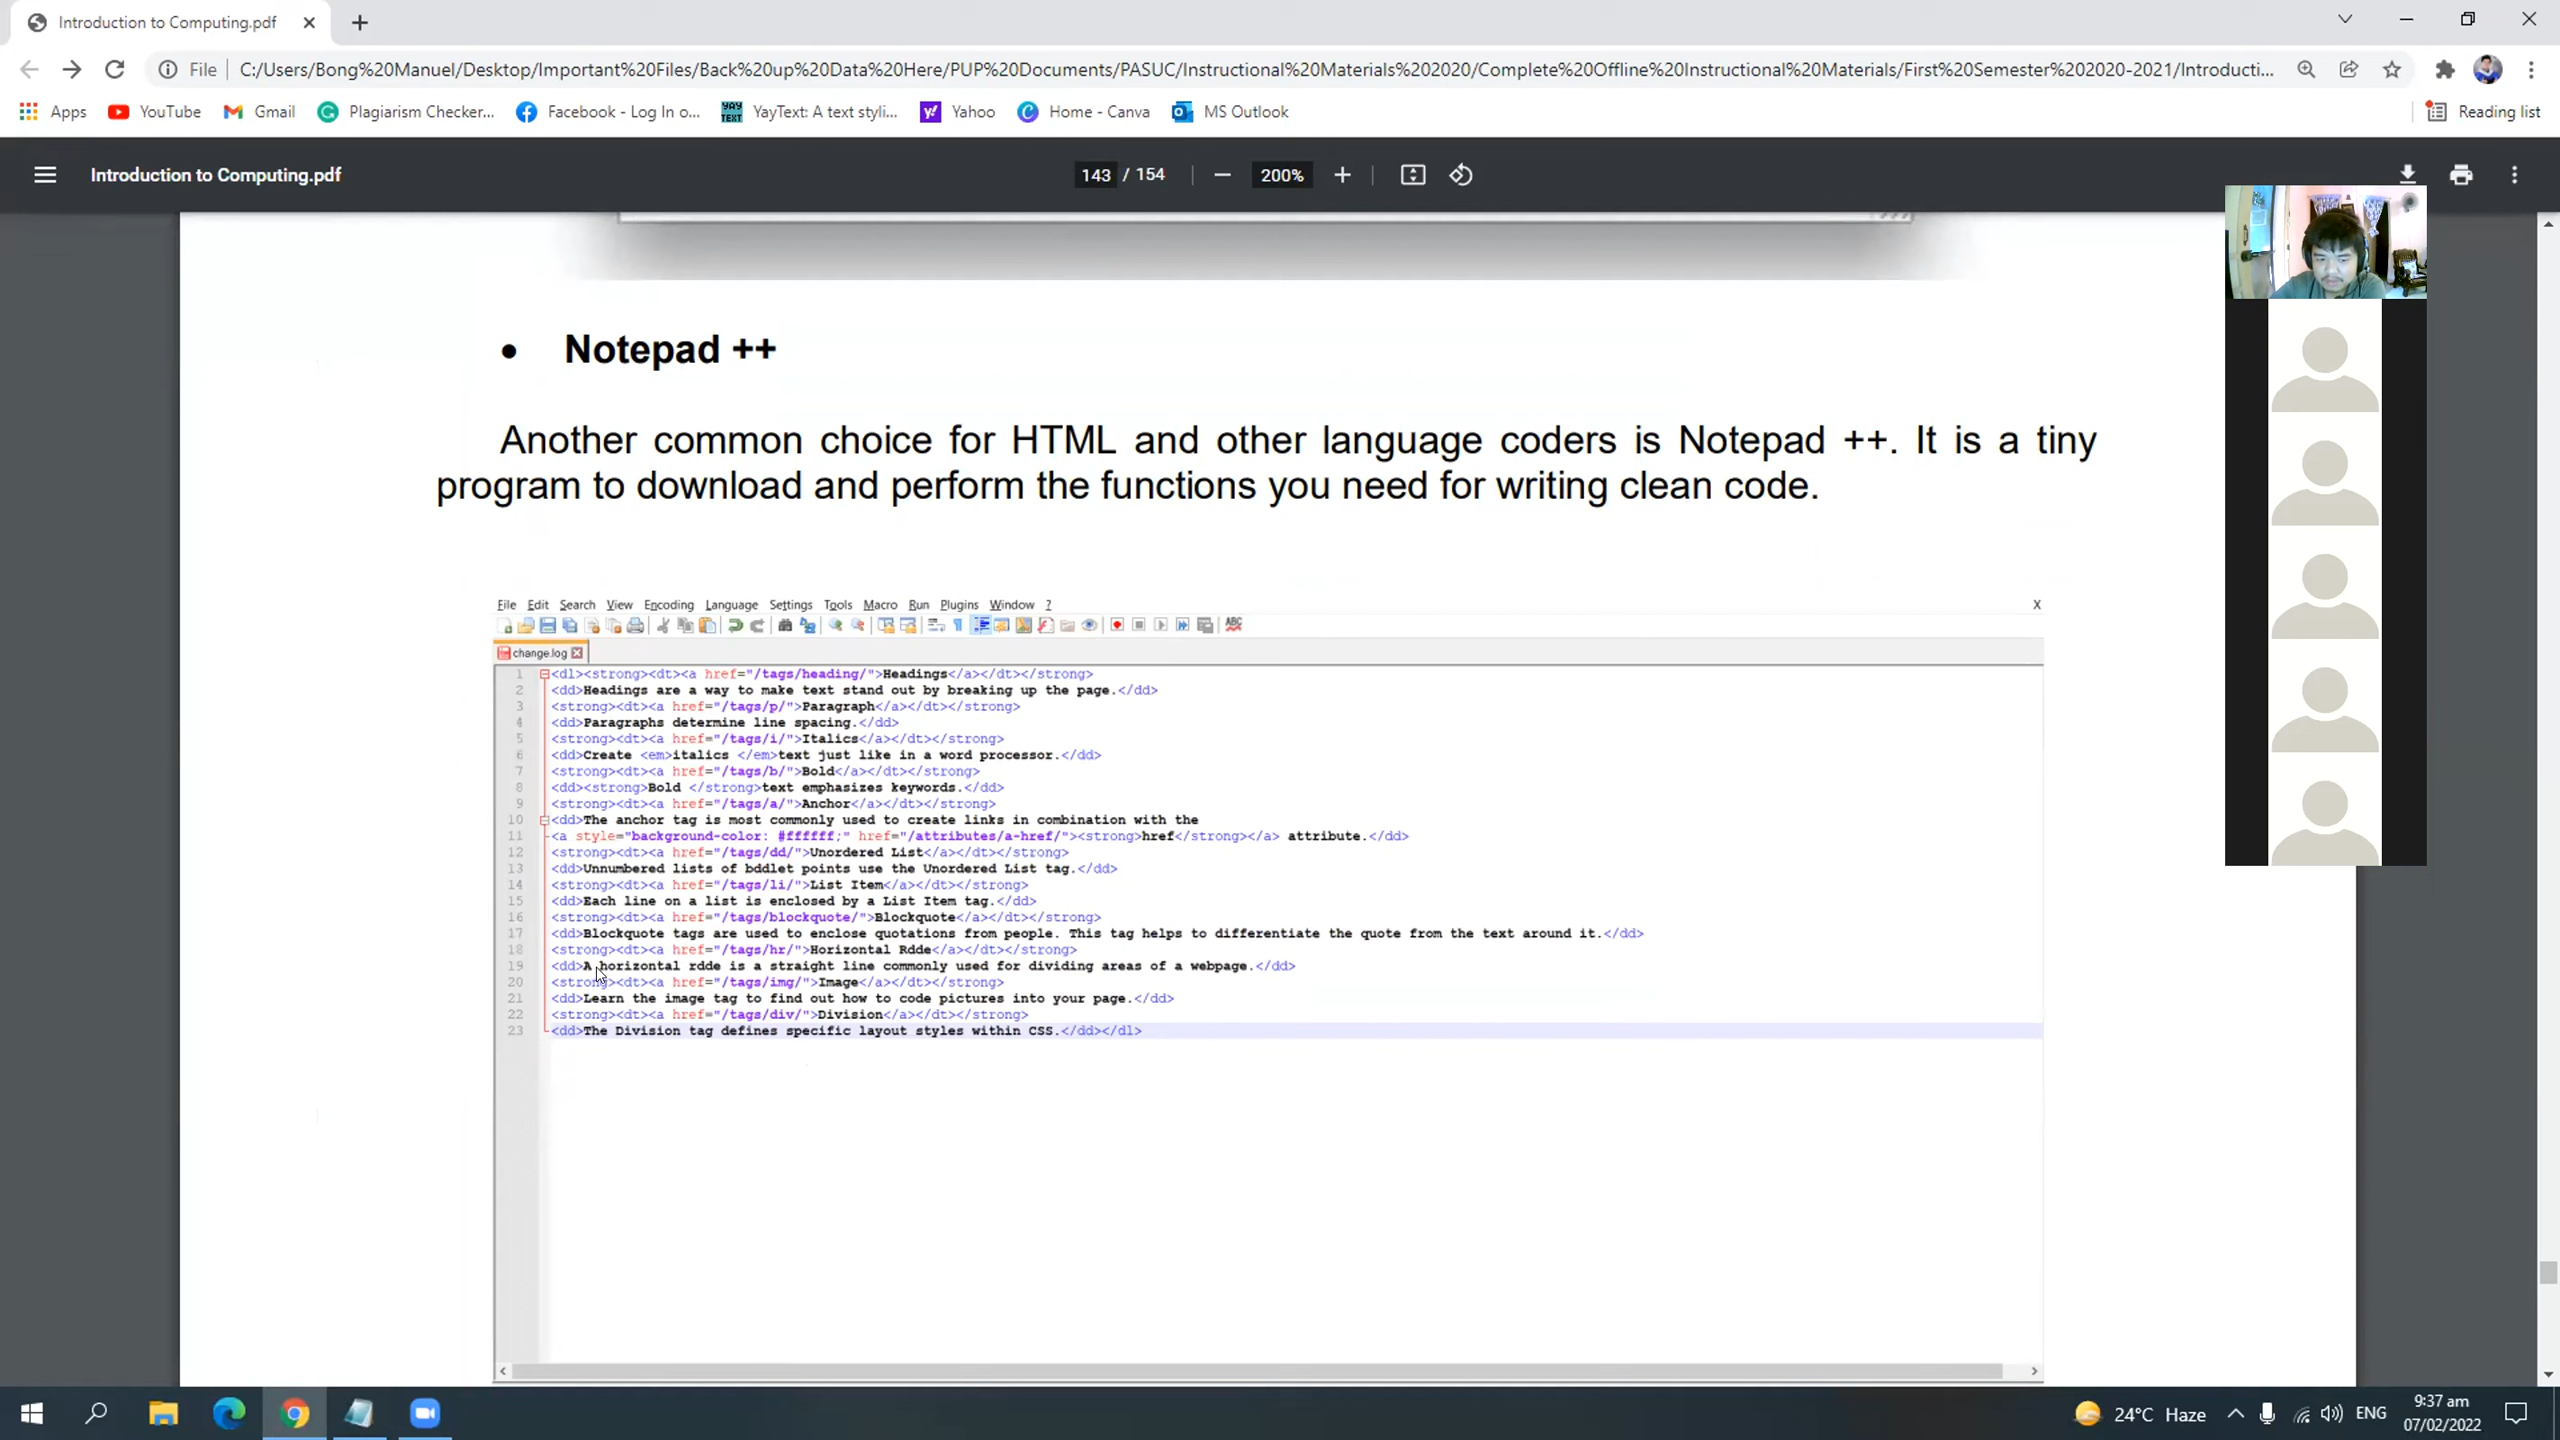 Introduction to Computing.pdf
File C:/Users/Bong%20Manuel/Desktop/Important%20Files/Back%20up%20Data%20Here/PUP%20Documents/PASUC/Instructional%20Materials%202020/Complete%20Offline%20Instructional%20Materials/First%20Semester%202020-2021/Introducti...
Apps YouTube Gmail Plagiarism Checker... Facebook - Log In o... YAY TEXT YayText: A text styli... Yahoo Home - Canva MS Outlook Reading list
Introduction to Computing.pdf 143 / 154 200%
• Notepad ++
Another common choice for HTML and other language coders is Notepad ++. It is a tiny
program to download and perform the functions you need for writing clean code.
File Edit Search View Encoding Language Settings Tools Macro Run Plugins Window ? X
ABC
change.log
1 <dl><strong><dt><a href="/tags/heading/">Headings</a></dt></strong>
2 <dd>Headings are a way to make text stand out by breaking up the page.</dd>
3 <strong><dt><a href="/tags/p/">Paragraph</a></dt></strong>
4 <dd>Paragraphs determine line spacing.</dd>
5 <strong><dt><a href="/tags/i/">Italics</a></dt></strong>
6 <dd>Create <em>italics </em>text just like in a word processor.</dd>
7 <strong><dt><a href="/tags/b/">Bold</a></dt></strong>
8 <dd><strong>Bold </strong>text emphasizes keywords.</dd>
9 <strong><dt><a href="/tags/a/">Anchor</a></dt></strong>
10 <dd>The anchor tag is most commonly used to create links in combination with the
11 <a style="background-color: #ffffff;" href="/attributes/a-href/"><strong>href</strong></a> attribute.</dd>
12 <strong><dt><a href="/tags/dd/">Unordered List</a></dt></strong>
13 <dd>Unnumbered lists of bddlet points use the Unordered List tag.</dd>
14 <strong><dt><a href="/tags/li/">List Item</a></dt></strong>
15 <dd>Each line on a list is enclosed by a List Item tag.</dd>
16 <strong><dt><a href="/tags/blockquote/">Blockquote</a></dt></strong>
17 <dd>Blockquote tags are used to enclose quotations from people. This tag helps to differentiate the quote from the text around it.</dd>
18 <strong><dt><a href="/tags/hr/">Horizontal Rdde</a></dt></strong>
19 <dd>A horizontal rdde is a straight line commonly used for dividing areas of a webpage.</dd>
20 <strong><dt><a href="/tags/img/">Image</a></dt></strong>
21 <dd>Learn the image tag to find out how to code pictures into your page.</dd>
22 <strong><dt><a href="/tags/div/">Division</a></dt></strong>
23 <dd>The Division tag defines specific layout styles within CSS.</dd></dl>
24°C Haze ENG 9:37 am
07/02/2022